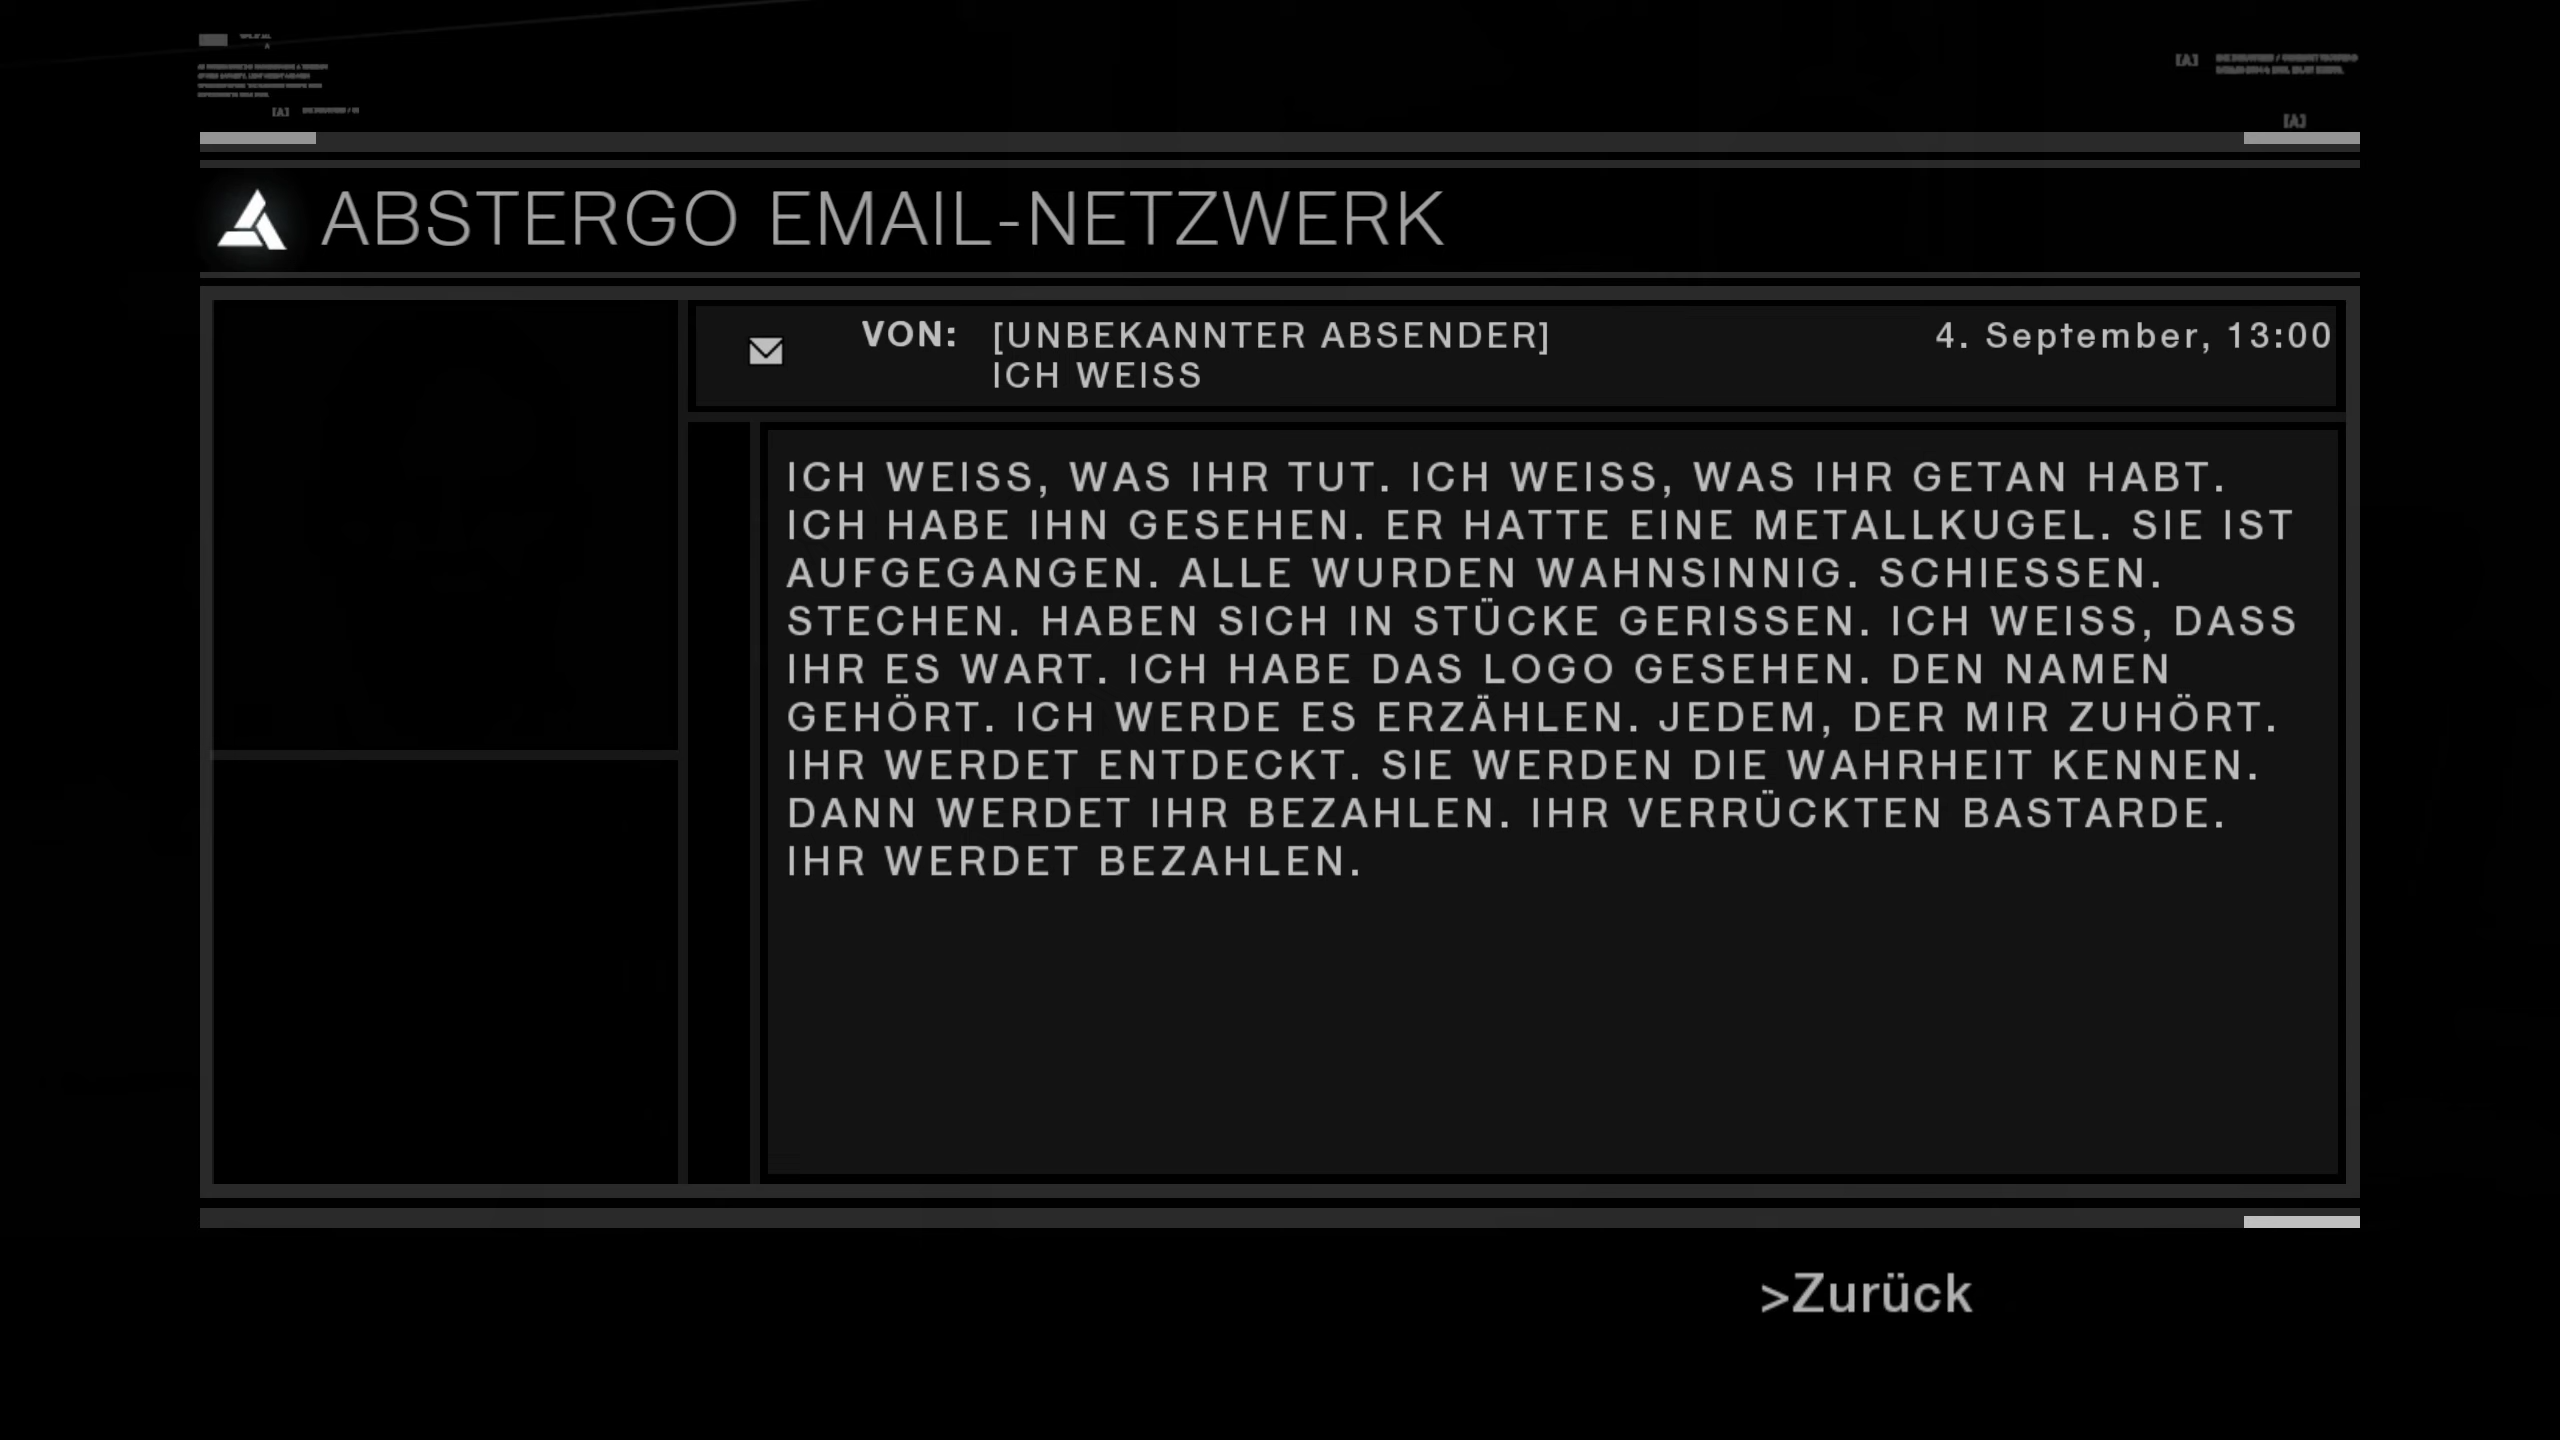 [A]
[A]
[A]
ABSTERGO EMAIL-NETZWERK
VON: [UNBEKANNTER ABSENDER] 4. September, 13:00
ICH WEISS
ICH WEISS, WAS IHR TUT. ICH WEISS, WAS IHR GETAN HABT.
ICH HABE IHN GESEHEN. ER HATTE EINE METALLKUGEL. SIE IST
AUFGEGANGEN. ALLE WURDEN WAHNSINNIG. SCHIESSEN.
STECHEN. HABEN SICH IN STÜCKE GERISSEN. ICH WEISS, DASS
IHR ES WART. ICH HABE DAS LOGO GESEHEN. DEN NAMEN
GEHÖRT. ICH WERDE ES ERZÄHLEN. JEDEM, DER MIR ZUHÖRT.
IHR WERDET ENTDECKT. SIE WERDEN DIE WAHRHEIT KENNEN.
DANN WERDET IHR BEZAHLEN. IHR VERRÜCKTEN BASTARDE.
IHR WERDET BEZAHLEN.
>Zurück